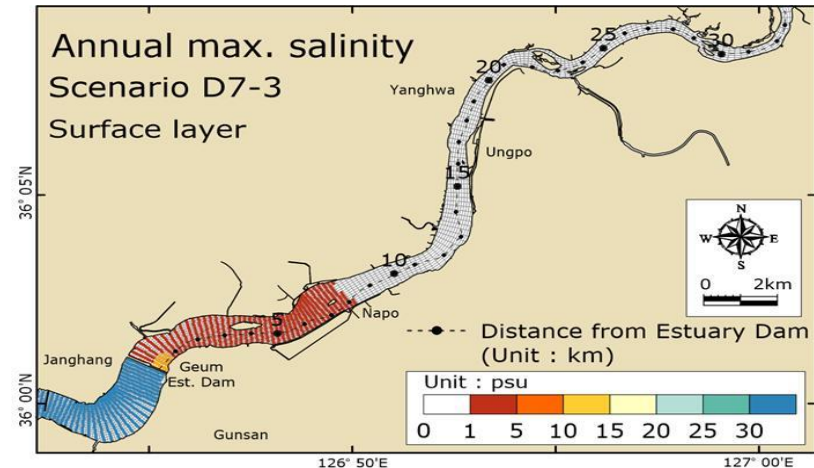 Annual max. salinity
Scenario D7-3
Surface layer
Yanghwa
Ungpo
Napo
Janghang
Geum
Est. Dam
Gunsan
5
10
15
20
25
30
N
W E
S
0 2km
Distance from Estuary Dam
(Unit : km)
Unit : psu
0 1 5 10 15 20 25 30
36° 05'N
36° 00'N
126° 50'E
127° 00'E